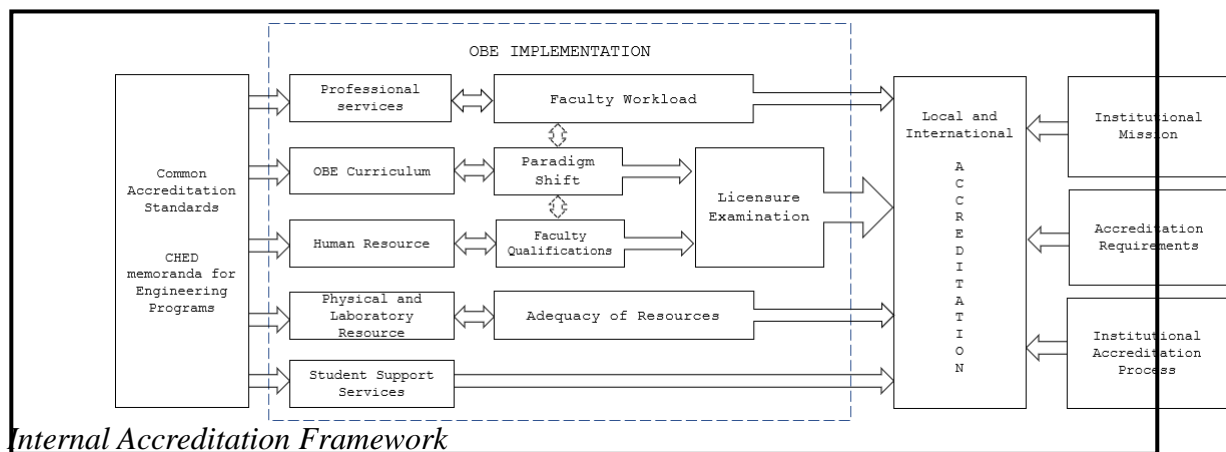 OBE IMPLEMENTATION
Common
Accreditation
Standards
CHED
memoranda for
Engineering
Programs
Professional
services
Faculty Workload
OBE Curriculum
Paradigm
Shift
Human Resource
Faculty
Qualifications
Licensure
Examination
Physical and
Laboratory
Resource
Adequacy of Resources
Student Support
Services
Local and
International
A
C
C
R
E
D
I
T
A
T
I
O
N
Institutional
Mission
Accreditation
Requirements
Institutional
Accreditation
Process
Internal Accreditation Framework